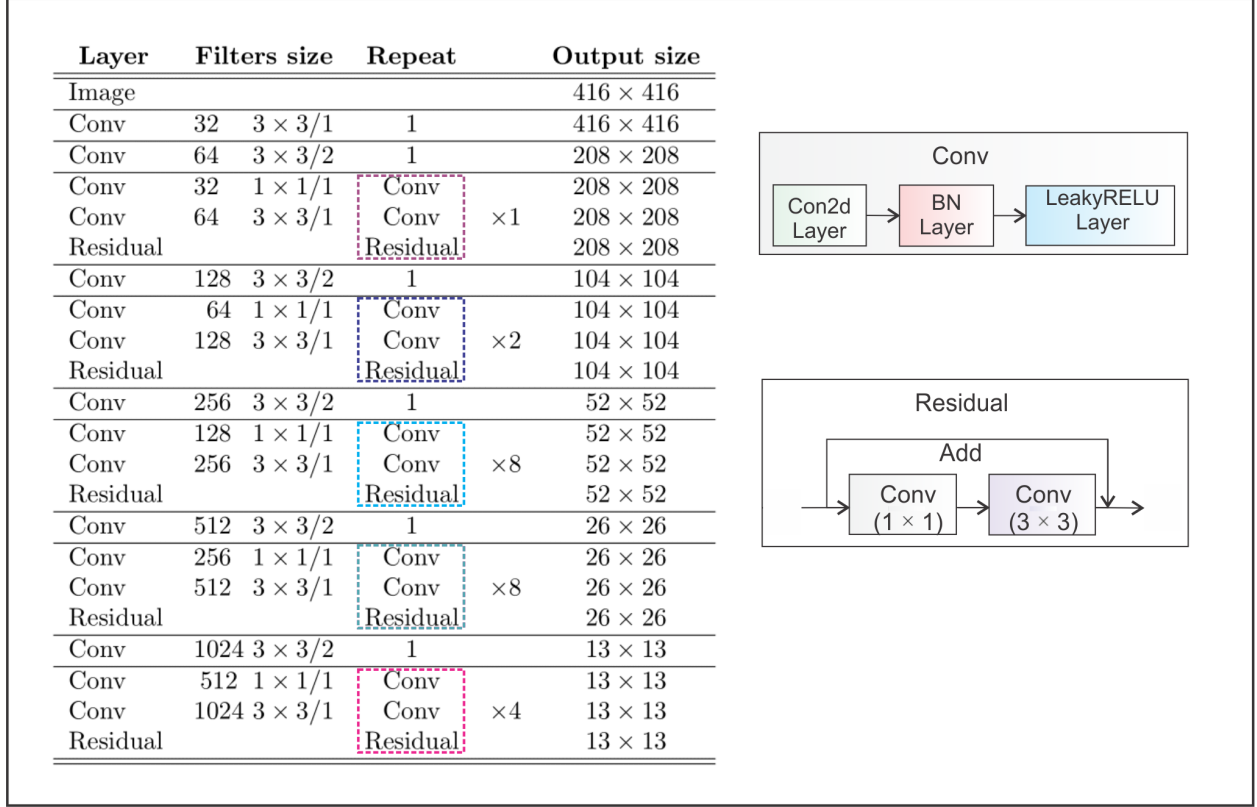 Layer Filters size Repeat Output size
Image 416 × 416
Conv 32 3 × 3/1 1 416 × 416
Conv 64 3 × 3/2 1 208 × 208
Conv 32 1 × 1/1 Conv 208 × 208
Conv 64 3 × 3/1 Conv ×1 208 × 208
Residual Residual 208 × 208
Conv 128 3 × 3/2 1 104 × 104
Conv 64 1 × 1/1 Conv 104 × 104
Conv 128 3 × 3/1 Conv ×2 104 × 104
Residual Residual 104 × 104
Conv 256 3 × 3/2 1 52 × 52
Conv 128 1 × 1/1 Conv 52 × 52
Conv 256 3 × 3/1 Conv ×8 52 × 52
Residual Residual 52 × 52
Conv 512 3 × 3/2 1 26 × 26
Conv 256 1 × 1/1 Conv 26 × 26
Conv 512 3 × 3/1 Conv ×8 26 × 26
Residual Residual 26 × 26
Conv 1024 3 × 3/2 1 13 × 13
Conv 512 1 × 1/1 Conv 13 × 13
Conv 1024 3 × 3/1 Conv ×4 13 × 13
Residual Residual 13 × 13
Conv
Con2d
Layer
BN
Layer
LeakyRELU
Layer
Residual
Add
Conv
(1 × 1)
Conv
(3 × 3)